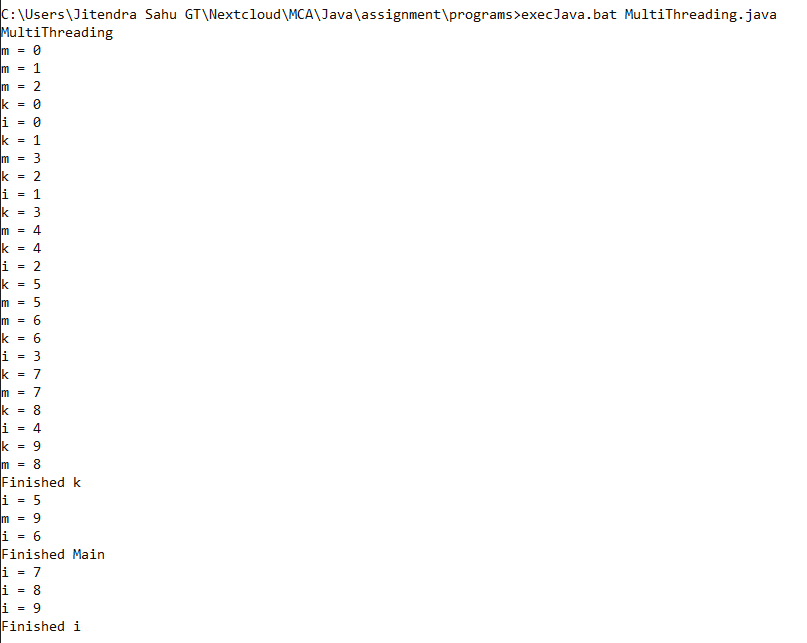 C:\Users\Jitendra Sahu GT\Nextcloud\MCA\Java\assignment\programs>execJava.bat MultiThreading.java
MultiThreading
m = 0
m = 1
m = 2
k = 0
i = 0
k = 1
m = 3
k = 2
i = 1
k = 3
m = 4
k = 4
i = 2
k = 5
m = 5
m = 6
k = 6
i = 3
k = 7
m = 7
k = 8
i = 4
k = 9
m = 8
Finished k
i = 5
m = 9
i = 6
Finished Main
i = 7
i = 8
i = 9
Finished i